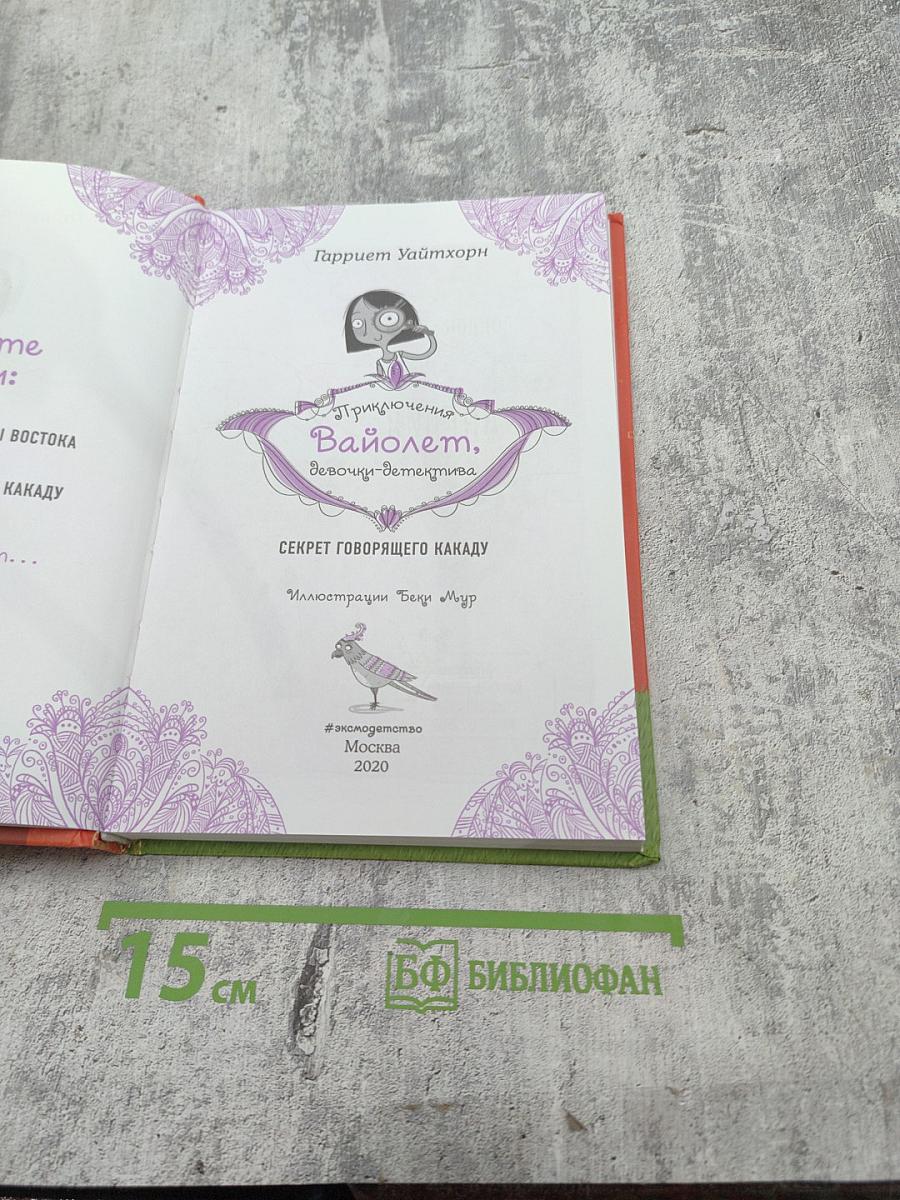 те
и:
Ы ВОСТОКА
КАКАДУ
Гарриет Уайтхорн
Приключения
Вайолет,
девочки-детектива
СЕКРЕТ ГОВОРЯЩЕГО КАКАДУ
Иллюстрации Беки Мур
#эксмодетство
Москва
2020
15 см
БФ БИБЛИОФАН